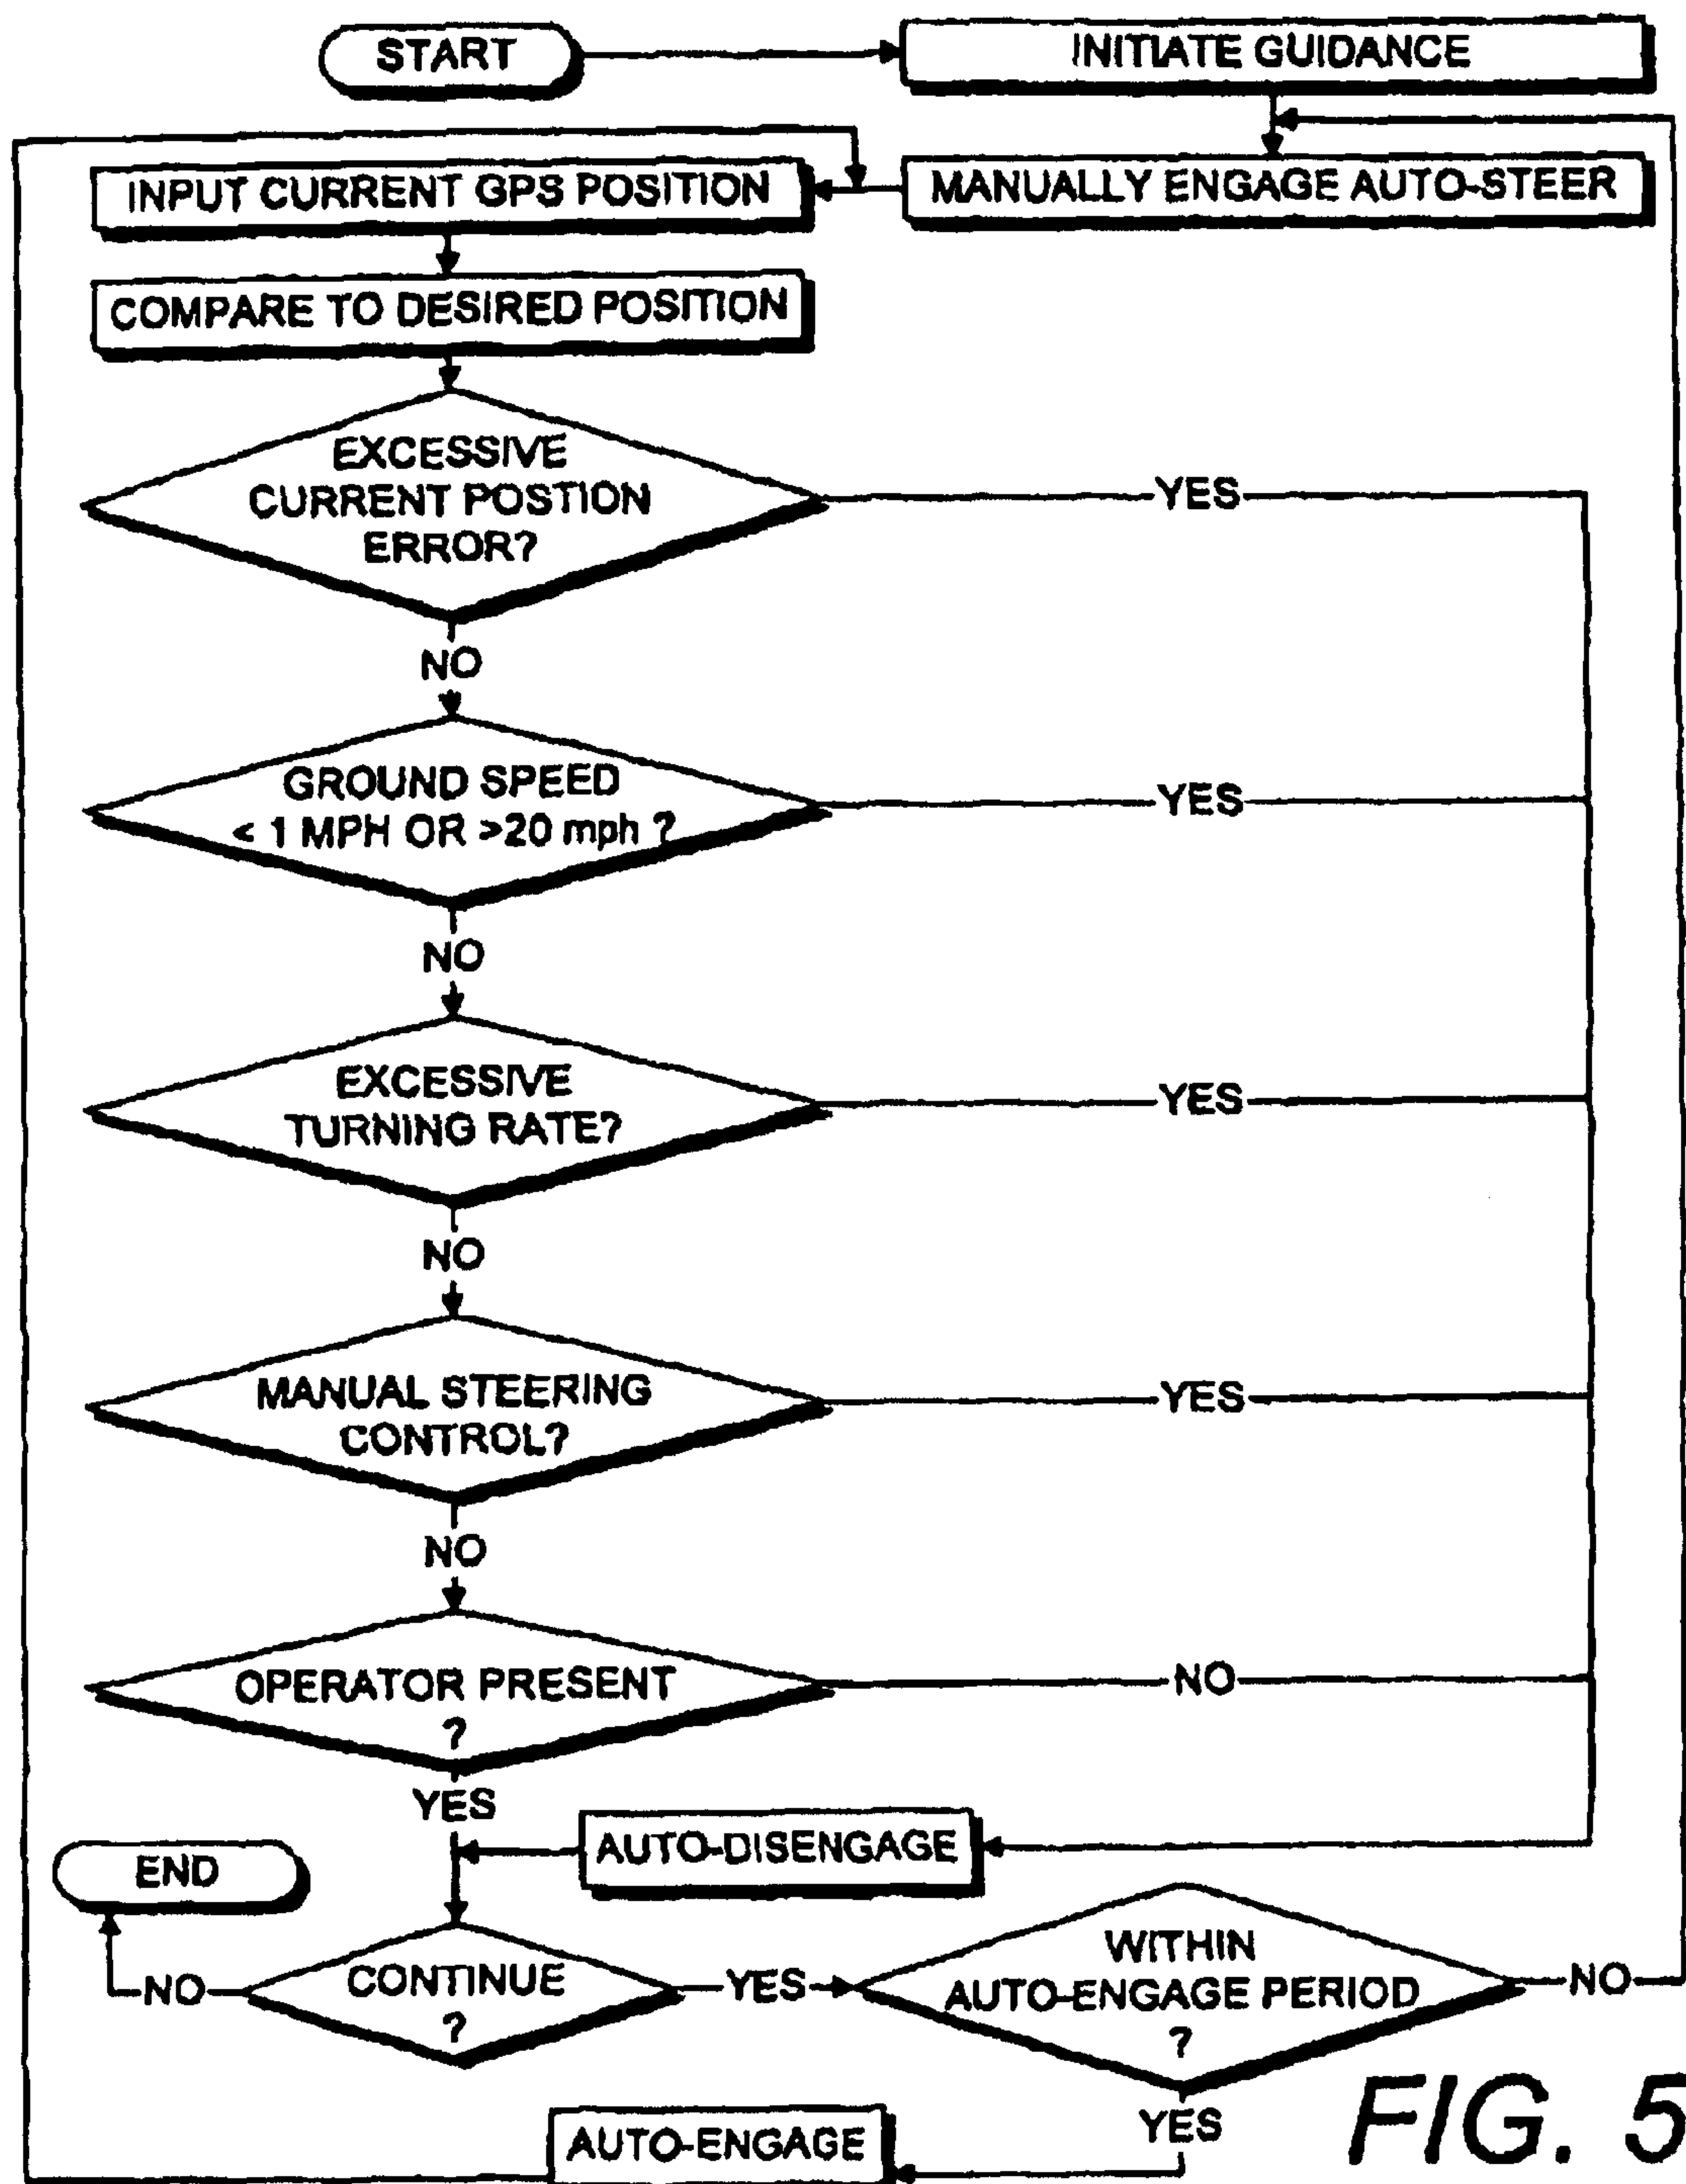 START
INITIATE GUIDANCE
INPUT CURRENT GPS POSITION
MANUALLY ENGAGE AUTO-STEER
COMPARE TO DESIRED POSITION
EXCESSIVE
CURRENT POSTION
ERROR?
YES
NO
GROUND SPEED
< 1 MPH OR >20 mph ?
YES
NO
EXCESSIVE
TURNING RATE?
YES
NO
MANUAL STEERING
CONTROL?
YES
NO
OPERATOR PRESENT
?
NO
YES
AUTO-DISENGAGE
END
CONTINUE
?
NO
YES
WITHIN
AUTO-ENGAGE PERIOD
?
NO
YES
AUTO-ENGAGE
FIG. 5